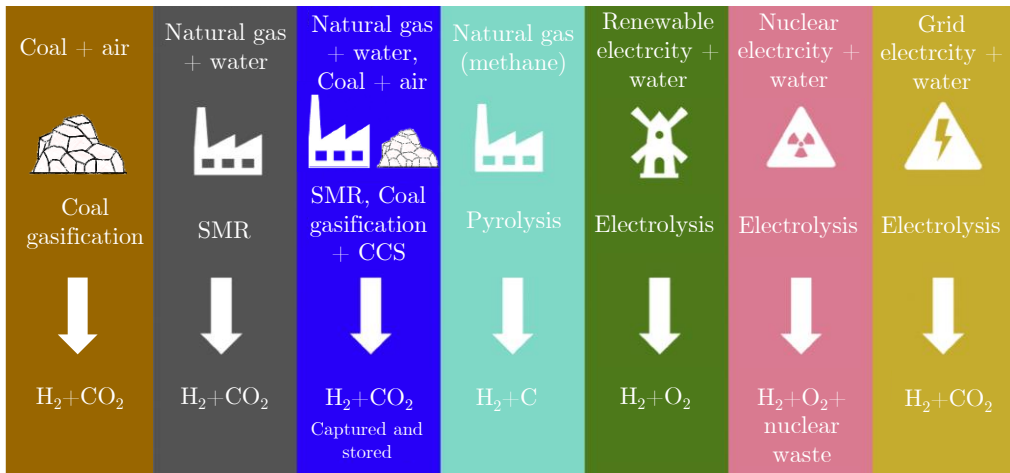 Coal + air
Coal
gasification
H₂+CO₂
Natural gas
+ water
SMR
H₂+CO₂
Natural gas
+ water,
Coal + air
SMR, Coal
gasification
+ CCS
H₂+CO₂
Captured and
stored
Natural gas
(methane)
Pyrolysis
H₂+C
Renewable
electrcity +
water
Electrolysis
H₂+O₂
Nuclear
electrcity +
water
Electrolysis
H₂+O₂+
nuclear
waste
Grid
electrcity +
water
Electrolysis
H₂+CO₂